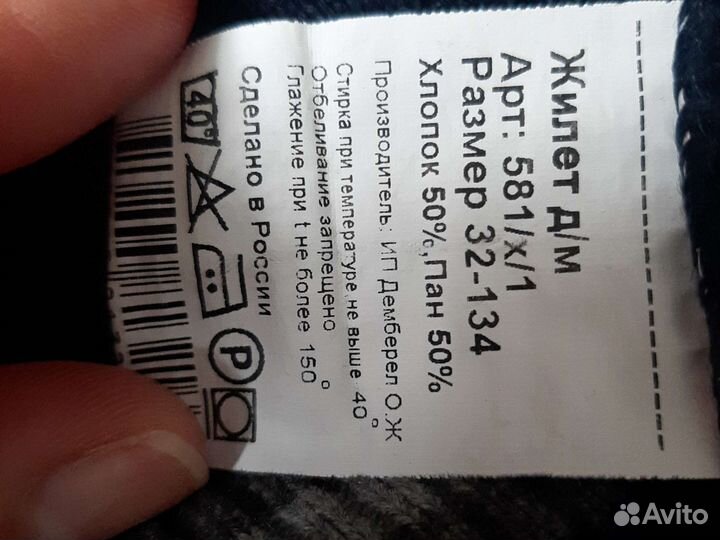 Жилет д/м
Арт: 581/х/1
Размер 32-134
Хлопок 50%,Пан 50%
Производитель: ИП Демберел О.Ж
Стирка при температуре не выше 40°
Отбеливание запрещено
Глажение при t не более 150°
Сделано в России
40°
P
Avito